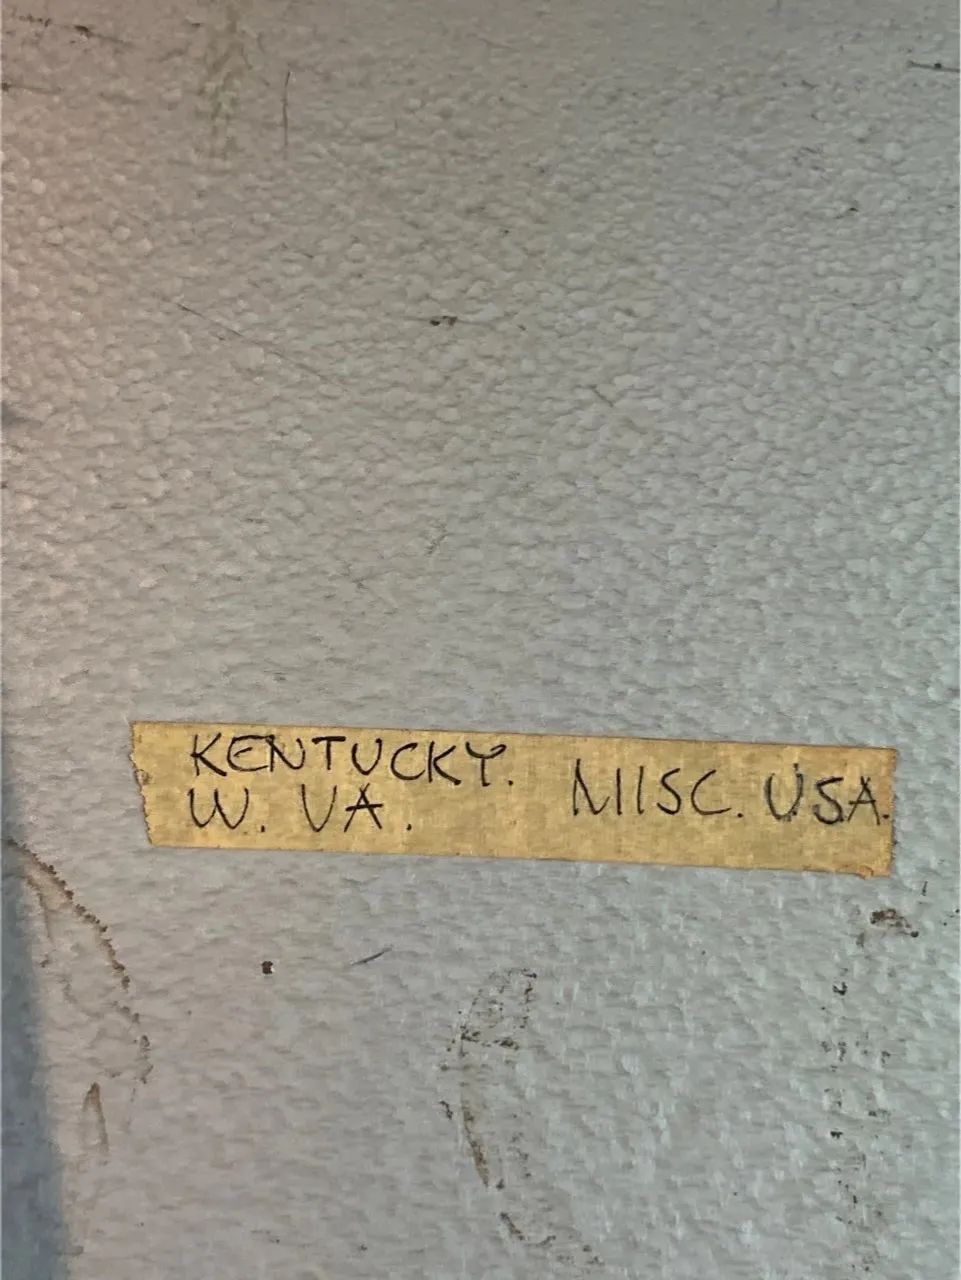 KENTUCKY.
W. VA.
MISC. USA.